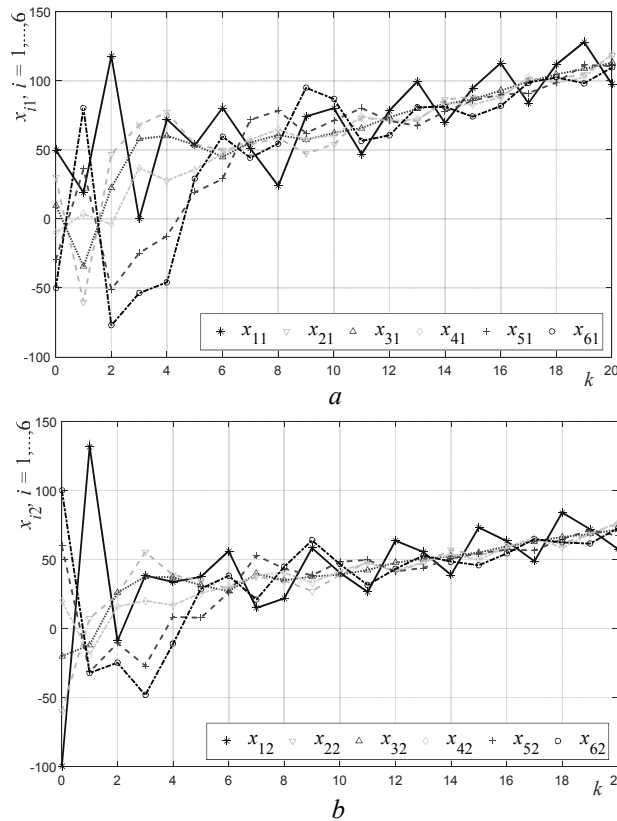 150
100
50
0
-50
-100
x_{i1}, i = 1,...,6
x_{11} x_{21} x_{31} x_{41} x_{51} x_{61}
0 2 4 6 8 10 12 14 16 18 20
k
a
150
100
50
0
-50
-100
x_{i2}, i = 1,...,6
x_{12} x_{22} x_{32} x_{42} x_{52} x_{62}
0 2 4 6 8 10 12 14 16 18 2
k
b